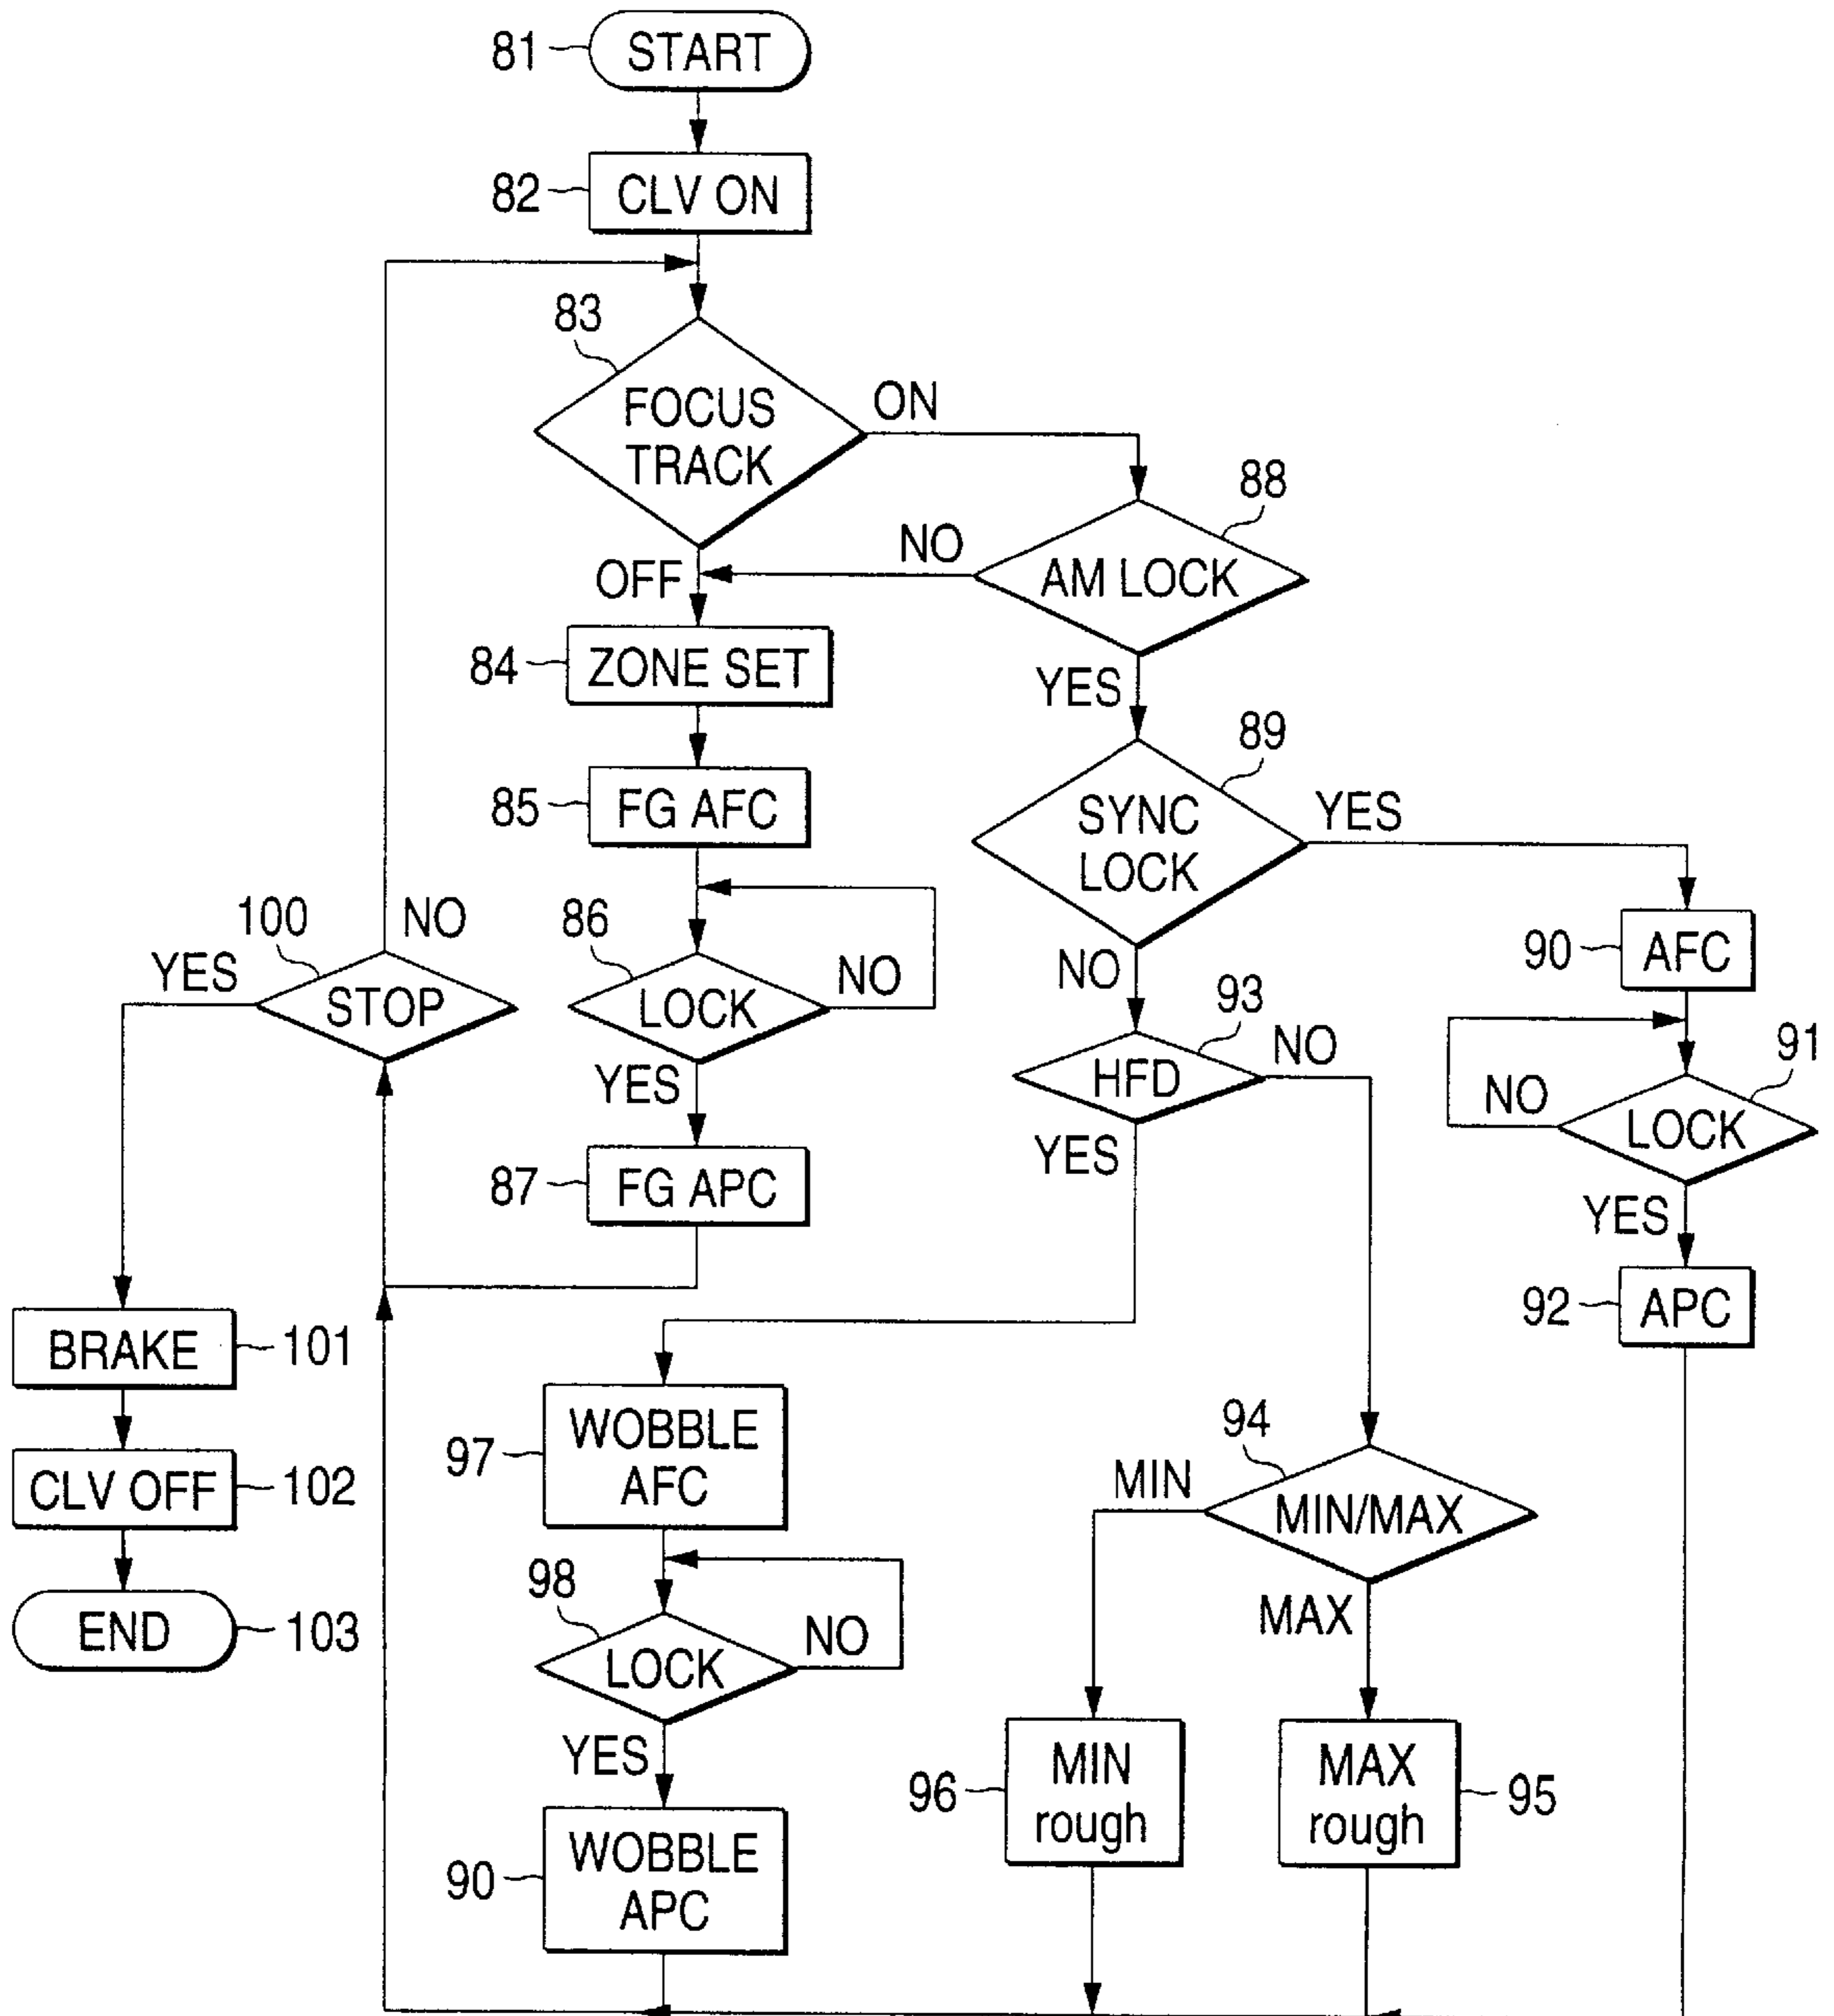 81 START
82 CLV ON
83
FOCUS
TRACK
ON
OFF
88
AM LOCK
NO
YES
84 ZONE SET
85 FG AFC
86
LOCK
NO
YES
87 FG APC
89
SYNC
LOCK
YES
NO
90 AFC
91
LOCK
NO
YES
92 APC
93
HFD
NO
YES
94
MIN/MAX
MIN
MAX
96
MIN
rough
MAX
rough
95
97
WOBBLE
AFC
98
LOCK
NO
YES
90
WOBBLE
APC
100
STOP
NO
YES
BRAKE 101
CLV OFF 102
END 103